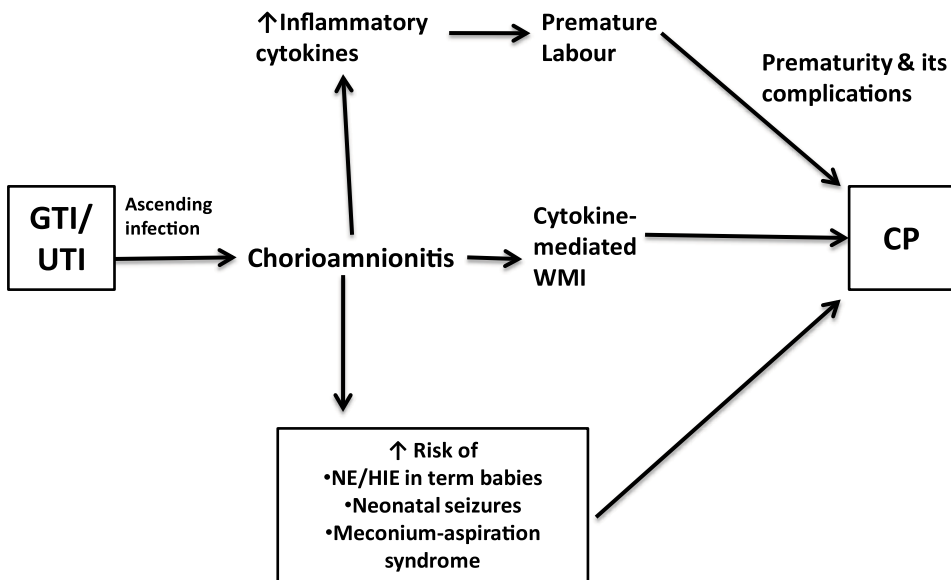 ↑Inflammatory
cytokines
Premature
Labour
Prematurity & its
complications
GTI/
UTI
Ascending
infection
Chorioamnionitis
Cytokine-
mediated
WMI
CP
↑ Risk of
•NE/HIE in term babies
•Neonatal seizures
•Meconium-aspiration
syndrome